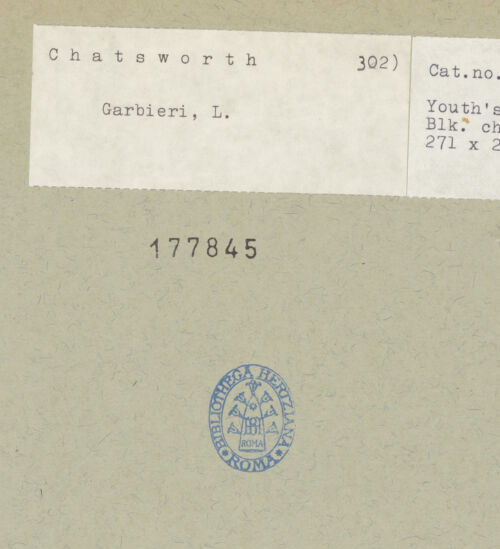 Chatsworth 302)
Garbieri, L.
Cat.no.
Youth's
Blk. ch
271 x 2
177845
BIBLIOTHECA HERTZIANA
ROMA
ROMA